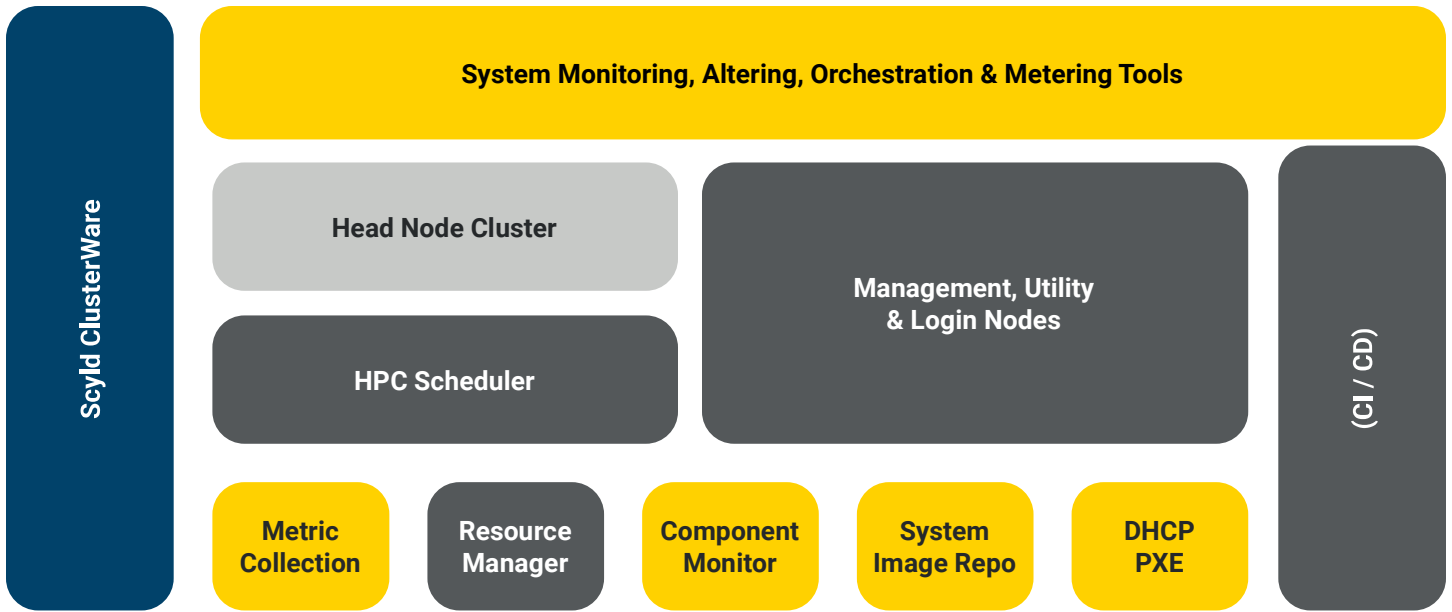 Scyld ClusterWare
System Monitoring, Altering, Orchestration & Metering Tools
Head Node Cluster
Management, Utility
& Login Nodes
HPC Scheduler
(CI / CD)
Metric
Collection
Resource
Manager
Component
Monitor
System
Image Repo
DHCP
PXE